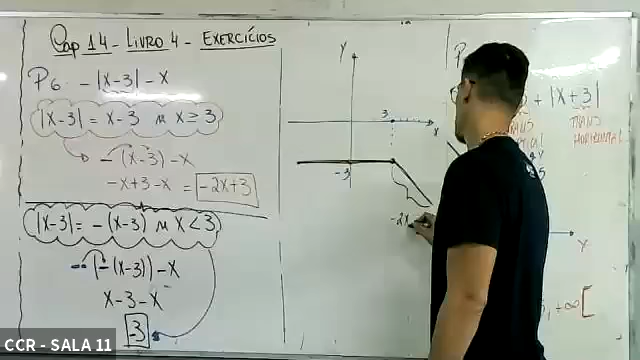 Cap 14 - Livro 4 - Exercícios
P6 - |x-3| - x
|x-3| = x-3 se x ≥ 3
- (x-3) - x
-x+3-x = -2x+3
|x-3| = - (x-3) se x < 3
- (-(x-3)) - x
x-3-x
-3
y
3
x
-3
-2x
P
+ |x+3|
TRANS
HORIZONTAL
x
+∞[
CCR - SALA 11